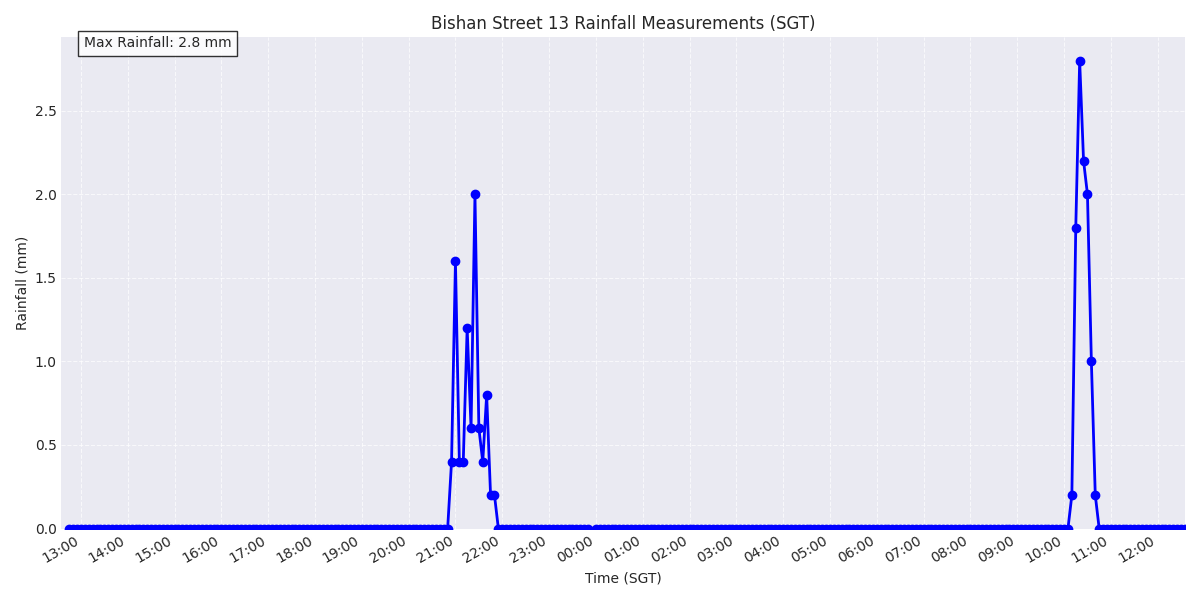 Bishan Street 13 Rainfall Measurements (SGT)
Max Rainfall: 2.8 mm
2.5
2.0
1.5
1.0
0.5
0.0
Rainfall (mm)
13:00 14:00 15:00 16:00 17:00 18:00 19:00 20:00 21:00 22:00 23:00 00:00 01:00 02:00 03:00 04:00 05:00 06:00 07:00 08:00 09:00 10:00 11:00 12:00
Time (SGT)